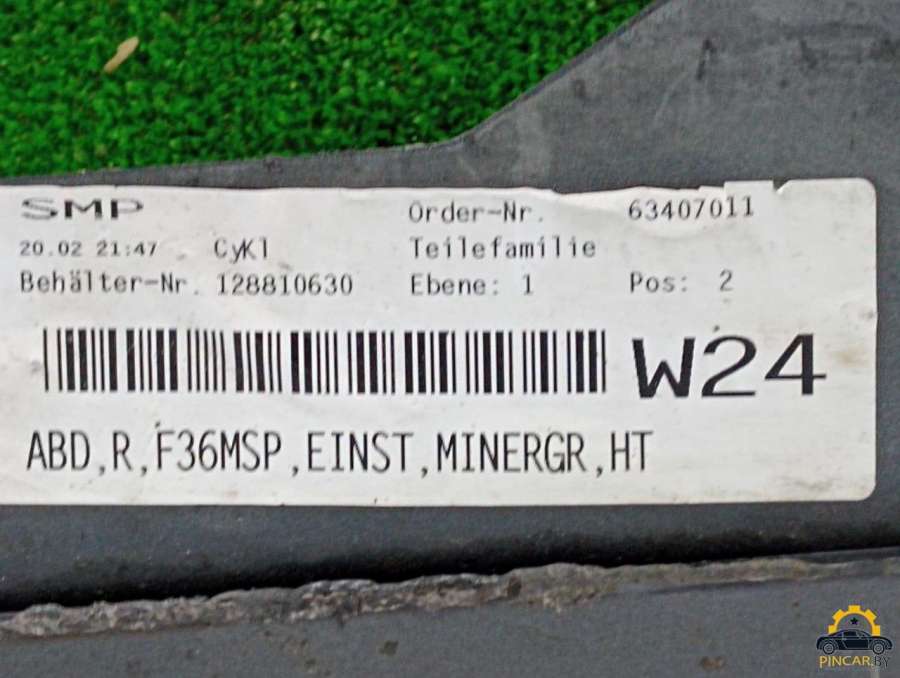 SMP Order-Nr. 63407011
20.02 21:47 CyKl Teilefamilie
Behälter-Nr. 128810630 Ebene: 1 Pos: 2
W24
ABD,R,F36MSP,EINST,MINERGR,HT
PINCAR.BY